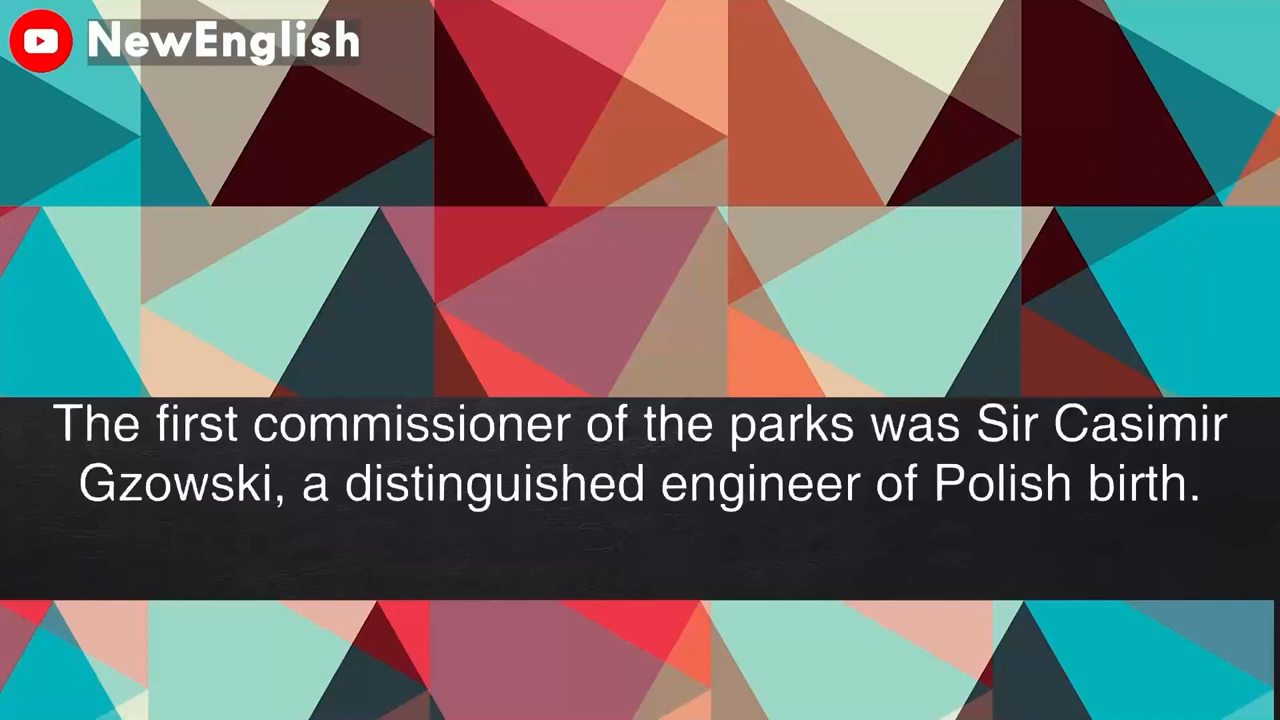 NewEnglish
The first commissioner of the parks was Sir Casimir
Gzowski, a distinguished engineer of Polish birth.